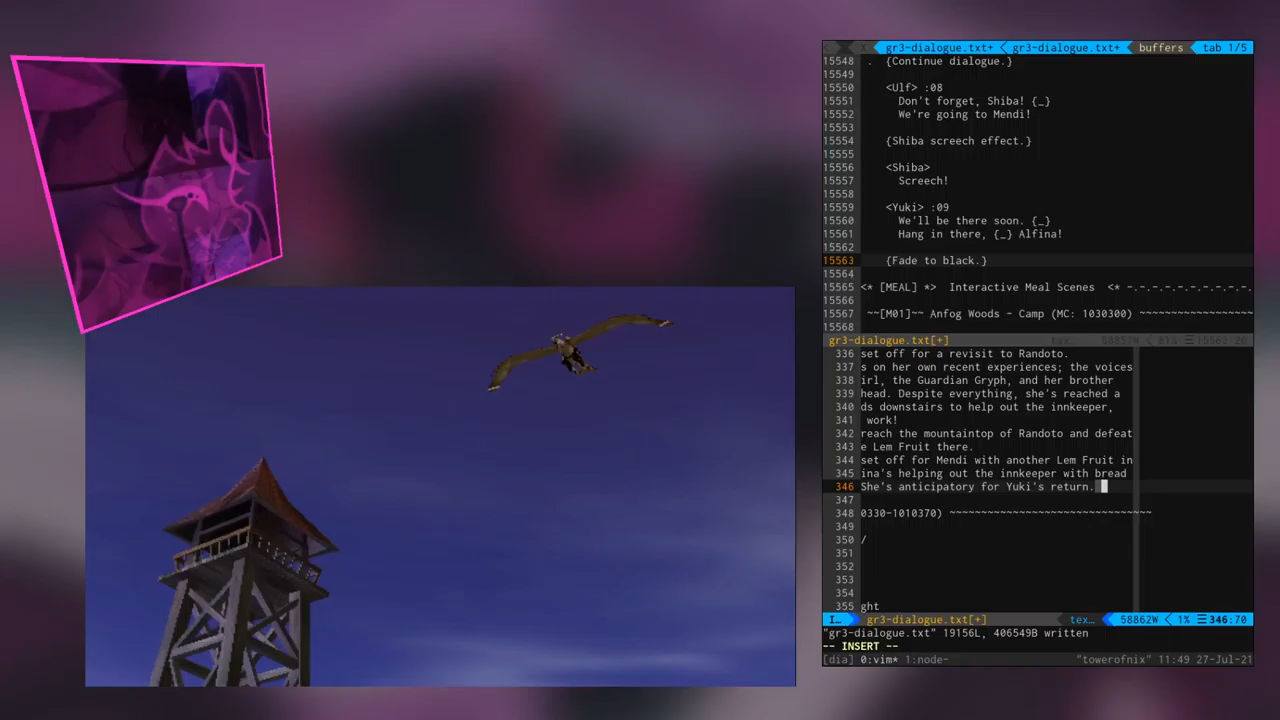 x gr3-dialogue.txt+ gr3-dialogue.txt+ buffers tab 1/5
15548 . {Continue dialogue.}
15549
15550 <Ulf> :08
15551 Don't forget, Shiba! {_}
15552 We're going to Mendi!
15553
15554 {Shiba screech effect.}
15555
15556 <Shiba>
15557 Screech!
15558
15559 <Yuki> :09
15560 We'll be there soon. {_}
15561 Hang in there, {_} Alfina!
15562
15563 {Fade to black.}
15564
15565 <* [MEAL] *> Interactive Meal Scenes <* -.-.-.-.-.-.-.-.-.-.
15566
15567 ~~[M01]~~ Anfog Woods - Camp (MC: 1030300) ~~~~~~~~~~~~~~~~~~
15568
gr3-dialogue.txt[+] tex… 58857W 81% 15563:20
336 set off for a revisit to Randoto.
337 s on her own recent experiences; the voices
338 irl, the Guardian Gryph, and her brother
339 head. Despite everything, she's reached a
340 ds downstairs to help out the innkeeper,
341 work!
342 reach the mountaintop of Randoto and defeat
343 e Lem Fruit there.
344 set off for Mendi with another Lem Fruit in
345 ina's helping out the innkeeper with bread
346 She's anticipatory for Yuki's return.
347
348 0330-1010370) ~~~~~~~~~~~~~~~~~~~~~~~~~~~~~~~~
349
350 /
351
352
353
354
355 ght
I… gr3-dialogue.txt[+] tex… 58862W 1% ☰346:70
"gr3-dialogue.txt" 19156L, 406549B written
-- INSERT --
[dia] 0:vim* 1:node- "towerofnix" 11:49 27-Jul-21